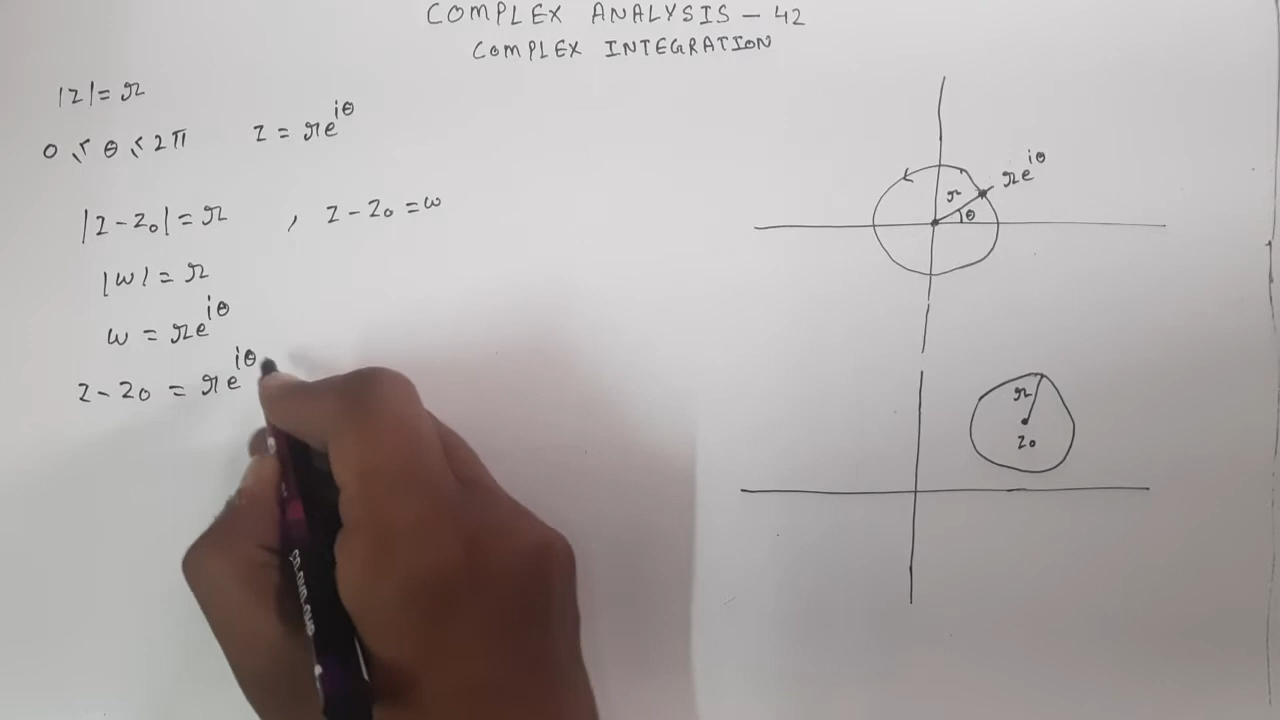 COMPLEX ANALYSIS - 42
COMPLEX INTEGRATION
|z| = r
0 ≤ θ ≤ 2π z = re^{iθ}
|z - z₀| = r , z - z₀ = w
|w| = r
w = re^{iθ}
z - z₀ = re^{iθ}
re^{iθ}
r
θ
r
z₀